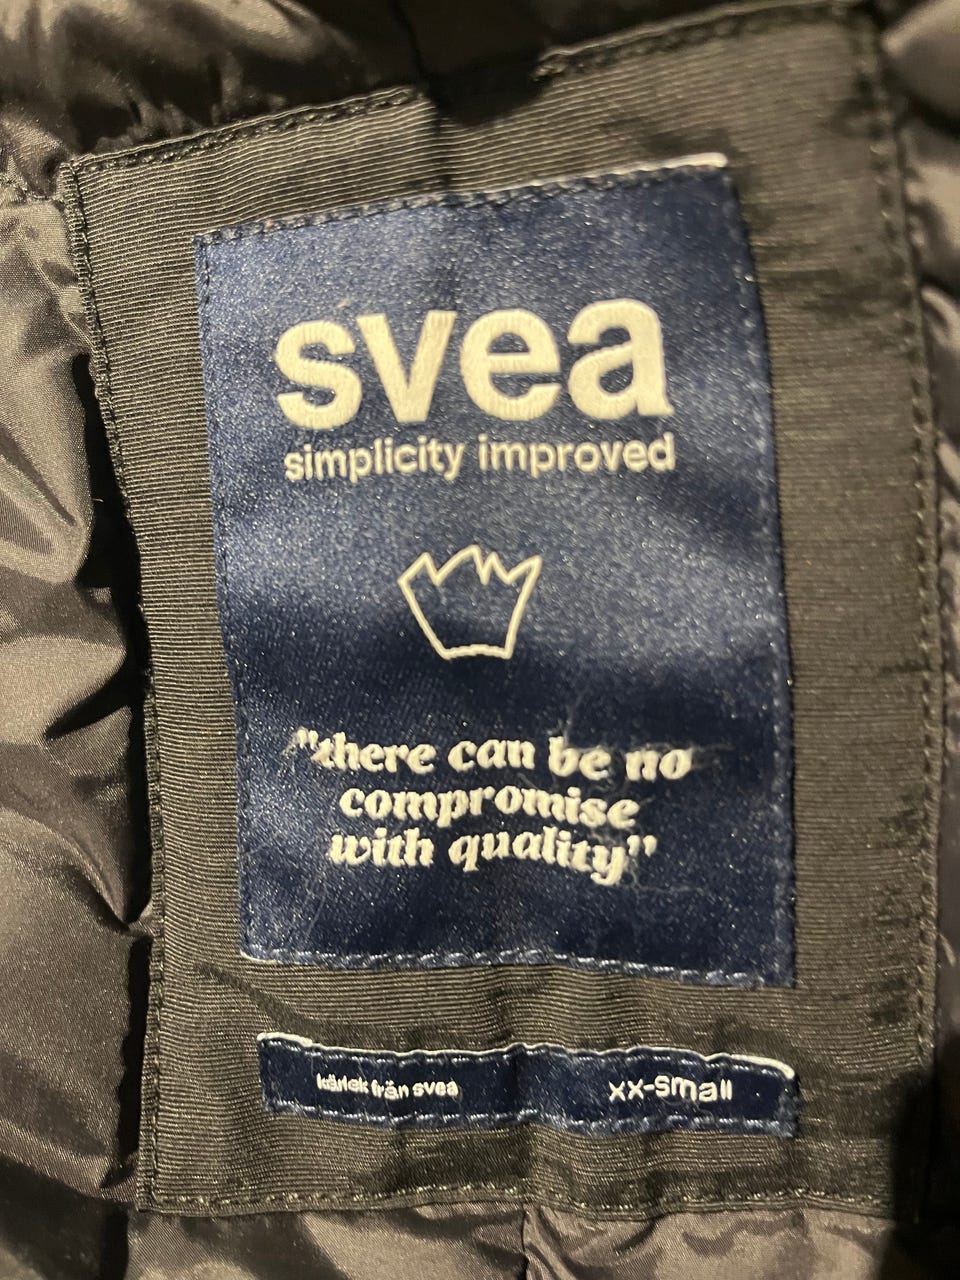 svea
simplicity improved
"there can be no
compromise
with quality"
kärlek från svea
xx-small